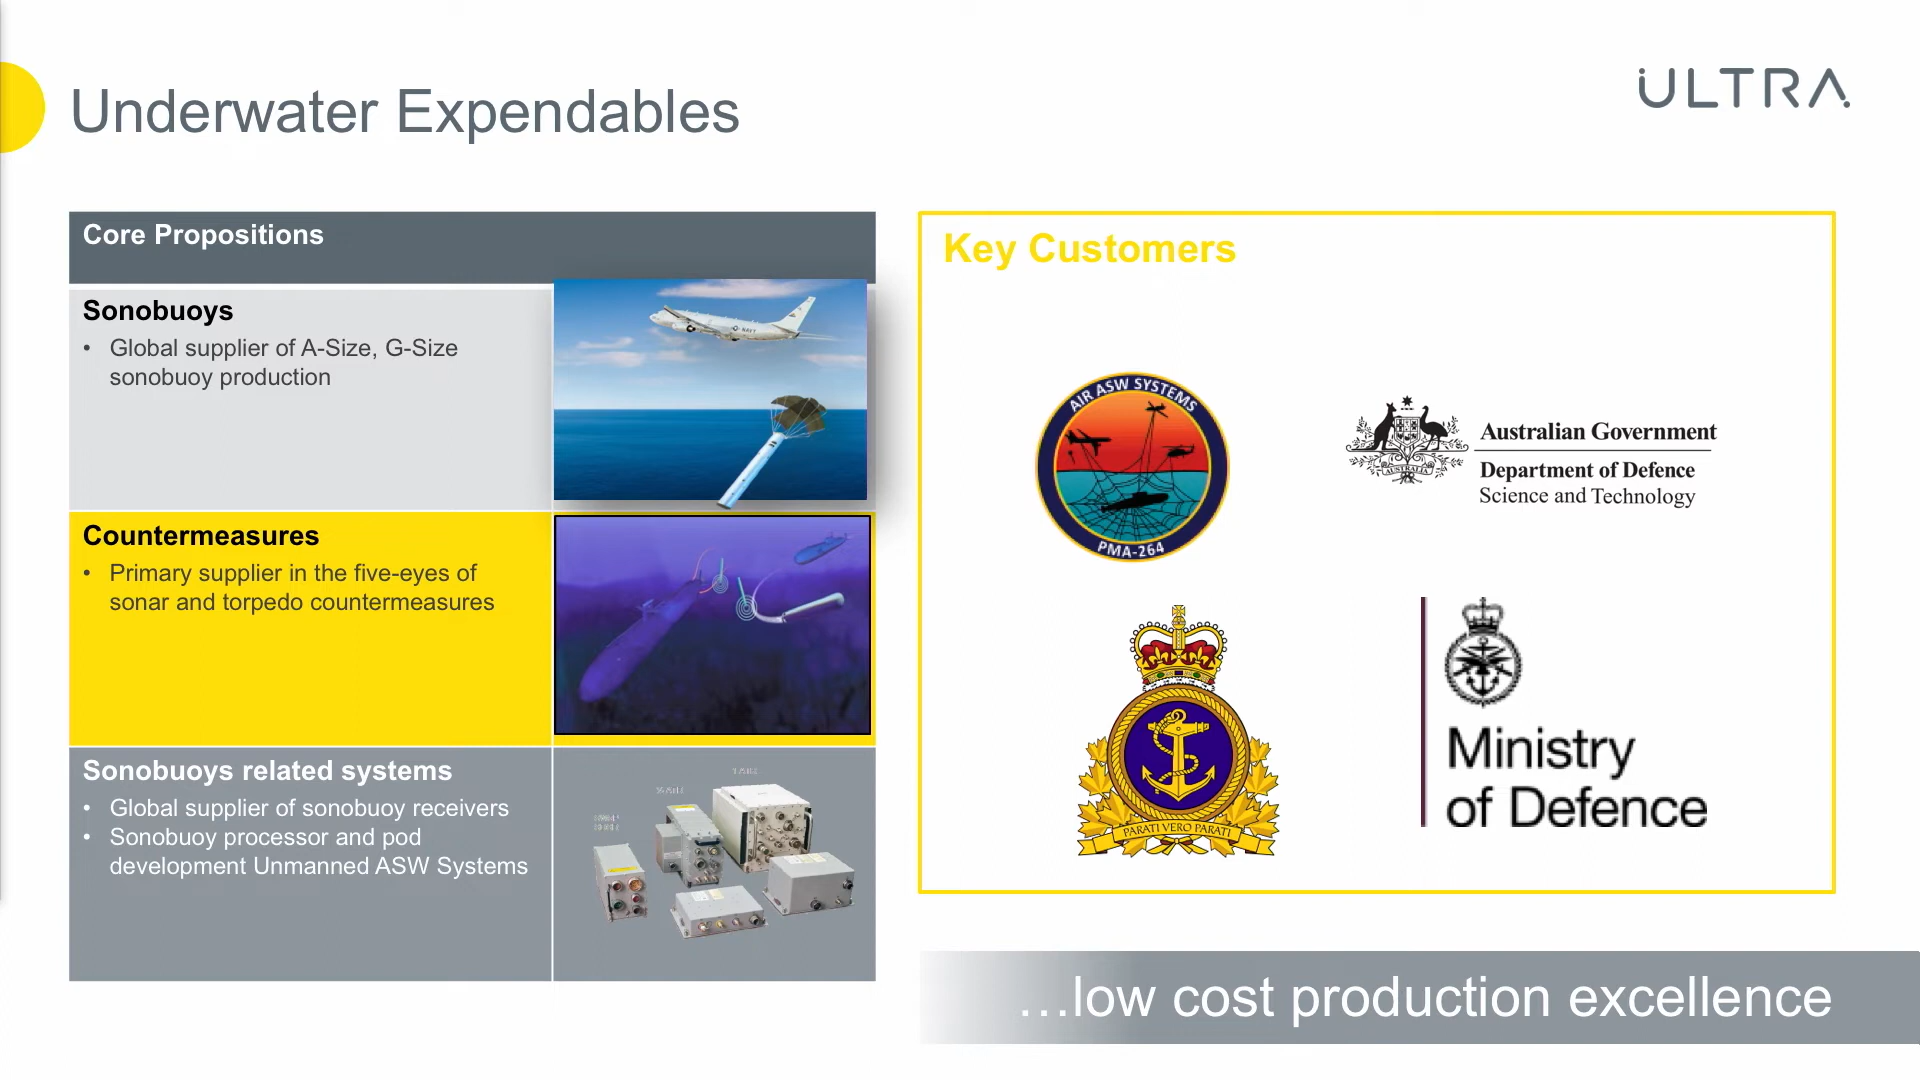 Underwater Expendables
ULTRA
Core Propositions
Sonobuoys
• Global supplier of A-Size, G-Size
sonobuoy production
NAVY
Countermeasures
• Primary supplier in the five-eyes of
sonar and torpedo countermeasures
Sonobuoys related systems
• Global supplier of sonobuoy receivers
• Sonobuoy processor and pod
development Unmanned ASW Systems
Key Customers
AIR ASW SYSTEMS
PMA-264
AUSTRALIA
Australian Government
Department of Defence
Science and Technology
PARATI VERO PARATI
Ministry
of Defence
…low cost production excellence